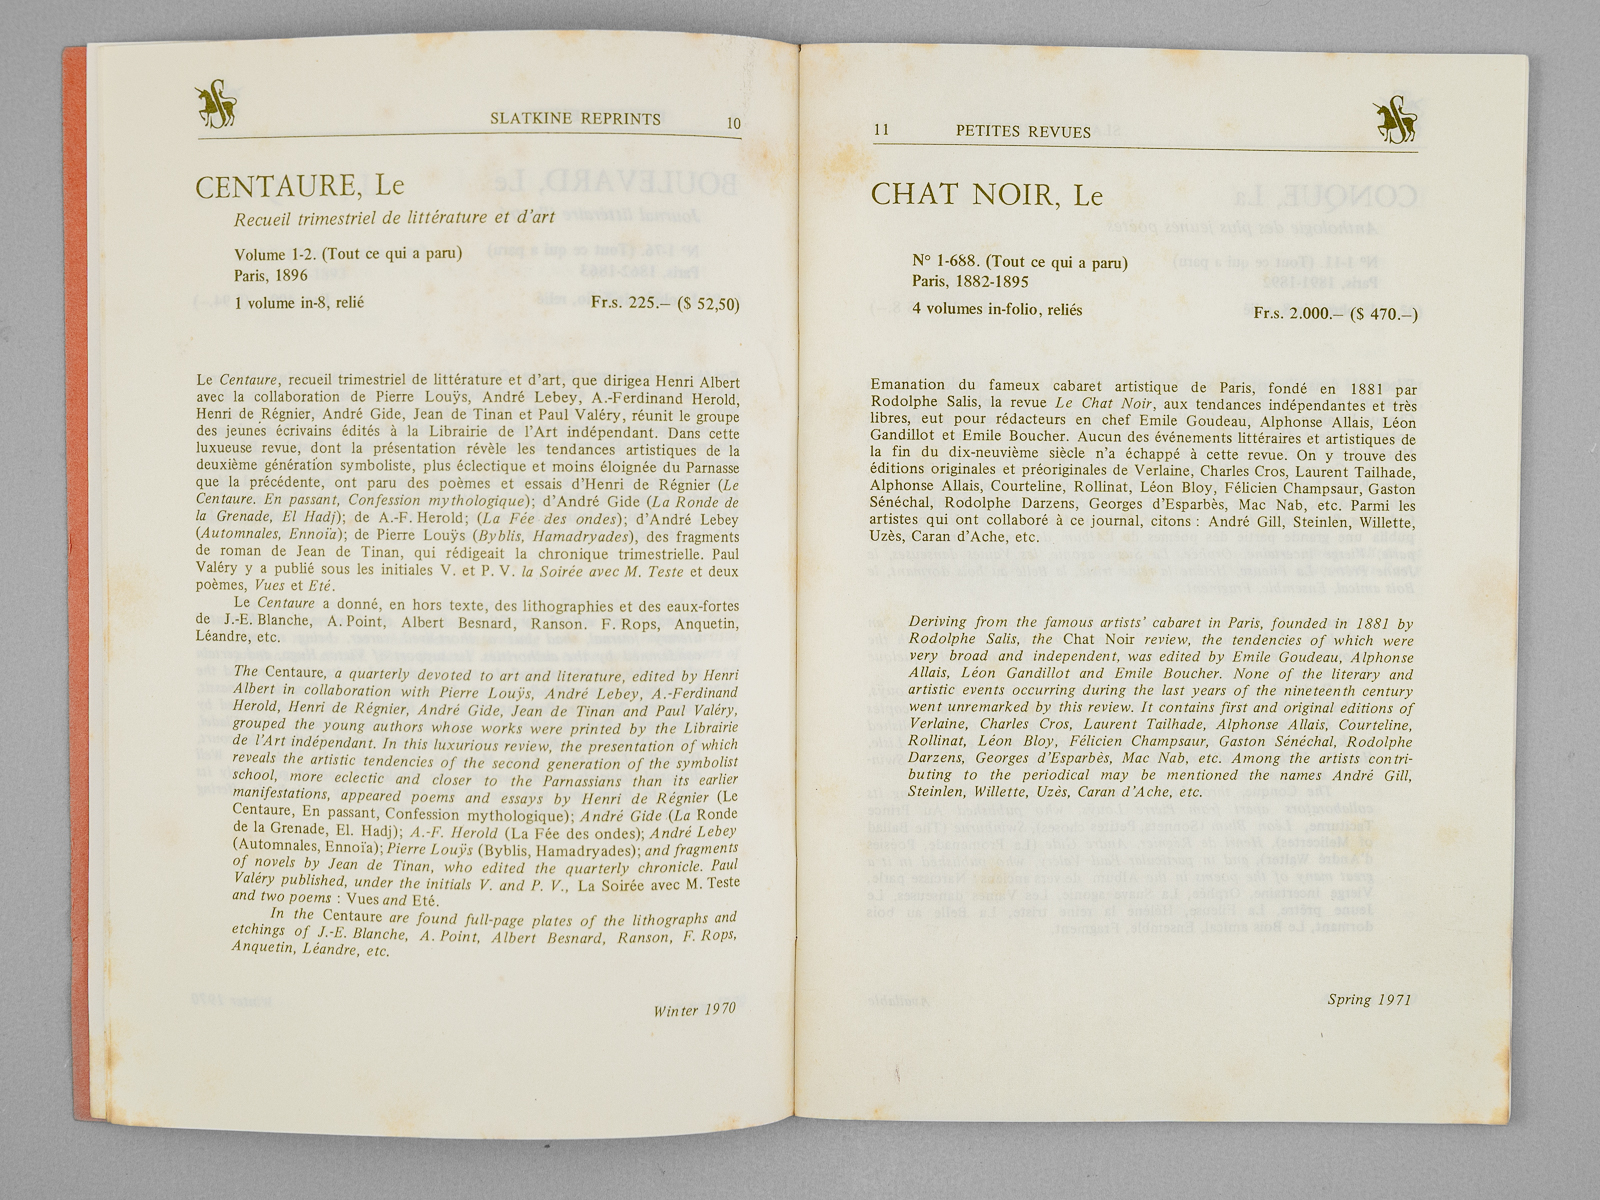 SLATKINE REPRINTS 10
CENTAURE, Le
Recueil trimestriel de littérature et d'art
Volume 1-2. (Tout ce qui a paru)
Paris, 1896
1 volume in-8, relié Fr.s. 225.— ($ 52,50)
Le Centaure, recueil trimestriel de littérature et d'art, que dirigea Henri Albert
avec la collaboration de Pierre Louÿs, André Lebey, A.-Ferdinand Herold,
Henri de Régnier, André Gide, Jean de Tinan et Paul Valéry, réunit le groupe
des jeunes écrivains édités à la Librairie de l'Art indépendant. Dans cette
luxueuse revue, dont la présentation révèle les tendances artistiques de la
deuxième génération symboliste, plus éclectique et moins éloignée du Parnasse
que la précédente, ont paru des poèmes et essais d'Henri de Régnier (Le
Centaure. En passant, Confession mythologique); d'André Gide (La Ronde de
la Grenade, El Hadj); de A.-F. Herold; (La Fée des ondes); d'André Lebey
(Automnales, Ennoïa); de Pierre Louÿs (Byblis, Hamadryades), des fragments
de roman de Jean de Tinan, qui rédigeait la chronique trimestrielle. Paul
Valéry y a publié sous les initiales V. et P. V. la Soirée avec M. Teste et deux
poèmes, Vues et Eté.
Le Centaure a donné, en hors texte, des lithographies et des eaux-fortes
de J.-E. Blanche, A. Point, Albert Besnard, Ranson. F. Rops, Anquetin,
Léandre, etc.
The Centaure, a quarterly devoted to art and literature, edited by Henri
Albert in collaboration with Pierre Louÿs, André Lebey, A.-Ferdinand
Herold, Henri de Régnier, André Gide, Jean de Tinan and Paul Valéry,
grouped the young authors whose works were printed by the Librairie
de l'Art indépendant. In this luxurious review, the presentation of which
reveals the artistic tendencies of the second generation of the symbolist
school, more eclectic and closer to the Parnassians than its earlier
manifestations, appeared poems and essays by Henri de Régnier (Le
Centaure, En passant, Confession mythologique); André Gide (La Ronde
de la Grenade, El. Hadj); A.-F. Herold (La Fée des ondes); André Lebey
(Automnales, Ennoïa); Pierre Louÿs (Byblis, Hamadryades); and fragments
of novels by Jean de Tinan, who edited the quarterly chronicle. Paul
Valéry published, under the initials V. and P. V., La Soirée avec M. Teste
and two poems : Vues and Eté.
In the Centaure are found full-page plates of the lithographs and
etchings of J.-E. Blanche, A. Point, Albert Besnard, Ranson, F. Rops,
Anquetin, Léandre, etc.
Winter 1970
11 PETITES REVUES
CHAT NOIR, Le
N° 1-688. (Tout ce qui a paru)
Paris, 1882-1895
4 volumes in-folio, reliés Fr.s. 2.000.— ($ 470.—)
Emanation du fameux cabaret artistique de Paris, fondé en 1881 par
Rodolphe Salis, la revue Le Chat Noir, aux tendances indépendantes et très
libres, eut pour rédacteurs en chef Emile Goudeau, Alphonse Allais, Léon
Gandillot et Emile Boucher. Aucun des événements littéraires et artistiques de
la fin du dix-neuvième siècle n'a échappé à cette revue. On y trouve des
éditions originales et préoriginales de Verlaine, Charles Cros, Laurent Tailhade,
Alphonse Allais, Courteline, Rollinat, Léon Bloy, Félicien Champsaur, Gaston
Sénéchal, Rodolphe Darzens, Georges d'Esparbès, Mac Nab, etc. Parmi les
artistes qui ont collaboré à ce journal, citons : André Gill, Steinlen, Willette,
Uzès, Caran d'Ache, etc.
Deriving from the famous artists' cabaret in Paris, founded in 1881 by
Rodolphe Salis, the Chat Noir review, the tendencies of which were
very broad and independent, was edited by Emile Goudeau, Alphonse
Allais, Léon Gandillot and Emile Boucher. None of the literary and
artistic events occurring during the last years of the nineteenth century
went unremarked by this review. It contains first and original editions of
Verlaine, Charles Cros, Laurent Tailhade, Alphonse Allais, Courteline,
Rollinat, Léon Bloy, Félicien Champsaur, Gaston Sénéchal, Rodolphe
Darzens, Georges d'Esparbès, Mac Nab, etc. Among the artists contri-
buting to the periodical may be mentioned the names André Gill,
Steinlen, Willette, Uzès, Caran d'Ache, etc.
Spring 1971